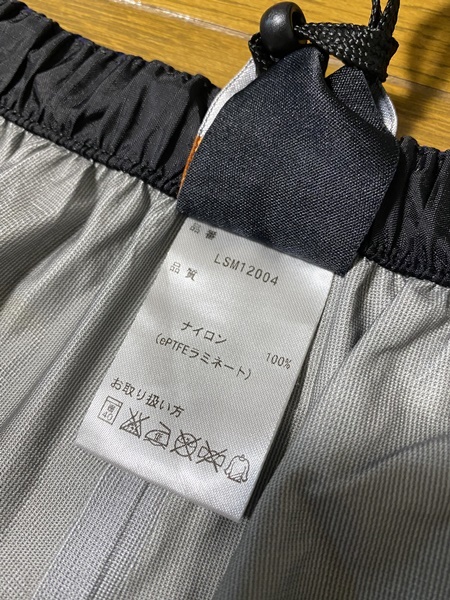 品番 LSM12004
品質
ナイロン 100%
(ePTFEラミネート)
お取り扱い方
40